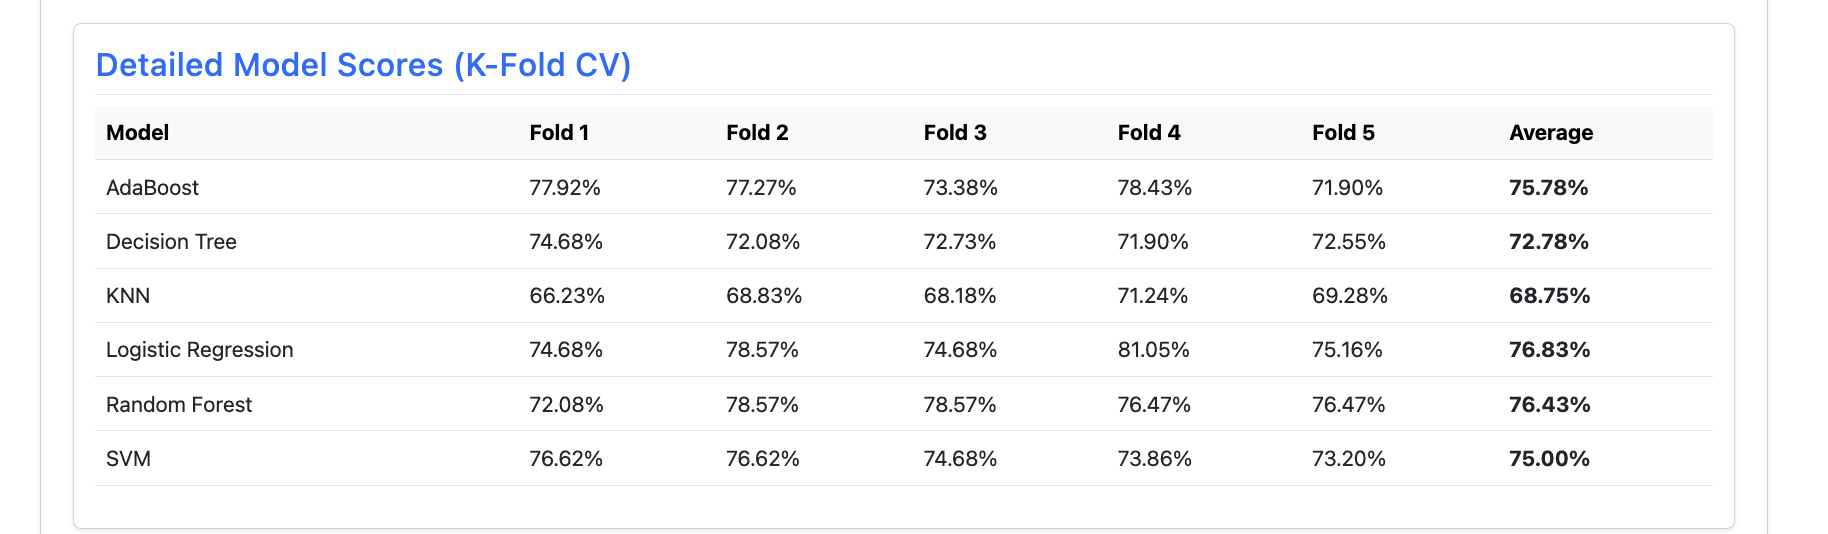 Detailed Model Scores (K-Fold CV)
Model Fold 1 Fold 2 Fold 3 Fold 4 Fold 5 Average
AdaBoost 77.92% 77.27% 73.38% 78.43% 71.90% 75.78%
Decision Tree 74.68% 72.08% 72.73% 71.90% 72.55% 72.78%
KNN 66.23% 68.83% 68.18% 71.24% 69.28% 68.75%
Logistic Regression 74.68% 78.57% 74.68% 81.05% 75.16% 76.83%
Random Forest 72.08% 78.57% 78.57% 76.47% 76.47% 76.43%
SVM 76.62% 76.62% 74.68% 73.86% 73.20% 75.00%